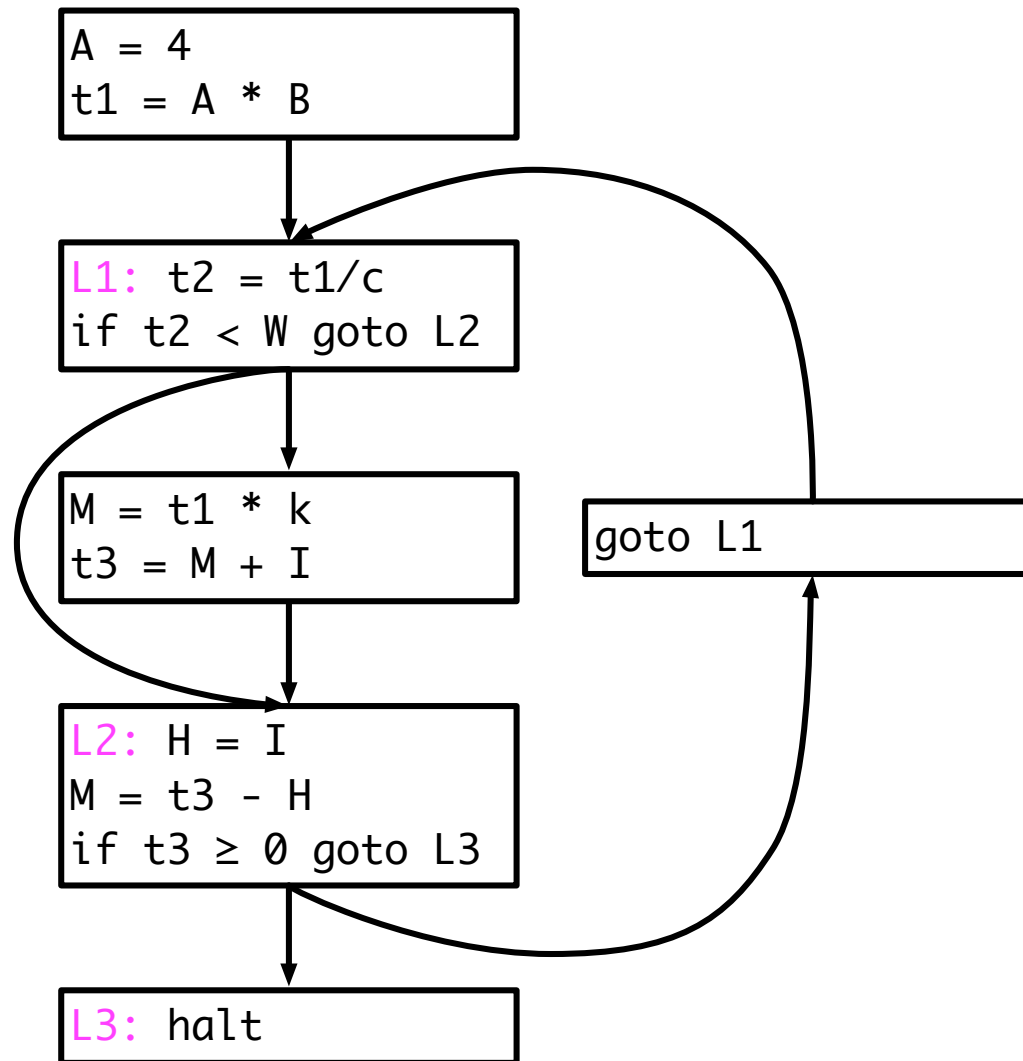 A = 4
t1 = A * B
L1: t2 = t1/c
if t2 < W goto L2
M = t1 * k
t3 = M + I
goto L1
L2: H = I
M = t3 - H
if t3 ≥ 0 goto L3
L3: halt